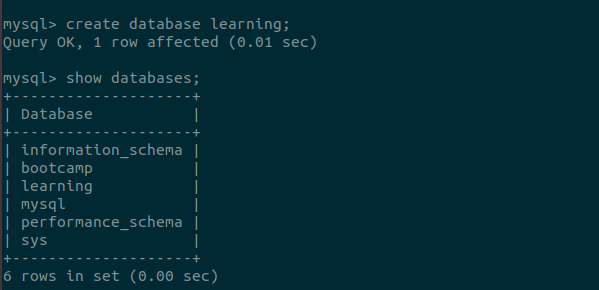 mysql> create database learning;
Query OK, 1 row affected (0.01 sec)
mysql> show databases;
+--------------------+
| Database           |
+--------------------+
| information_schema |
| bootcamp           |
| learning           |
| mysql              |
| performance_schema |
| sys                |
+--------------------+
6 rows in set (0.00 sec)